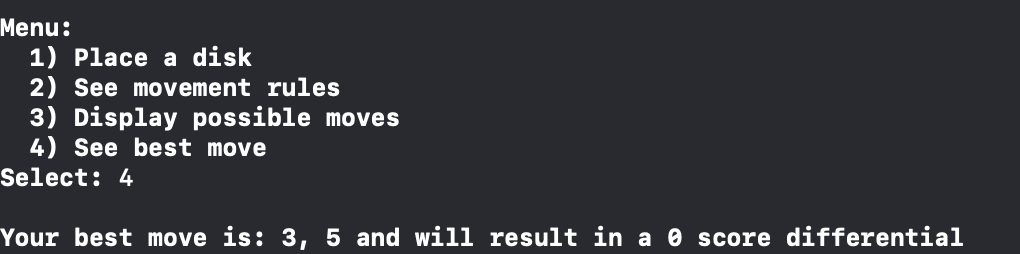 Menu:
  1) Place a disk
  2) See movement rules
  3) Display possible moves
  4) See best move
Select: 4
Your best move is: 3, 5 and will result in a 0 score differential